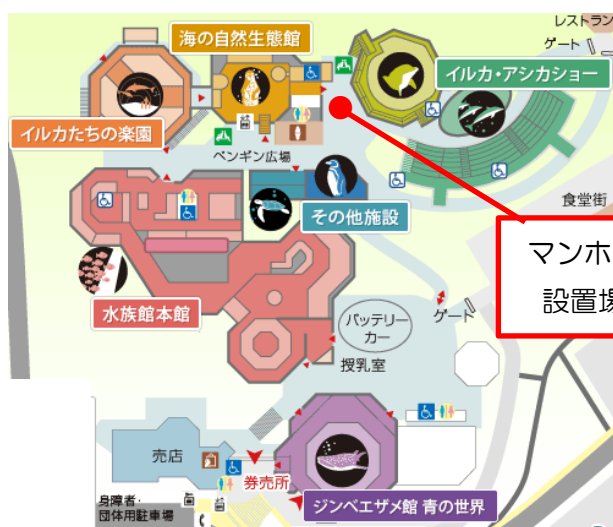 レストラン
ゲート
海の自然生態館
イルカ・アシカショー
イルカたちの楽園
ペンギン広場
その他施設
食堂街
マンホ
設置場
水族館本館
バッテリー
カー
ゲート
授乳室
売店
券売所
身障者・
団体用駐車場
ジンベエザメ館 青の世界